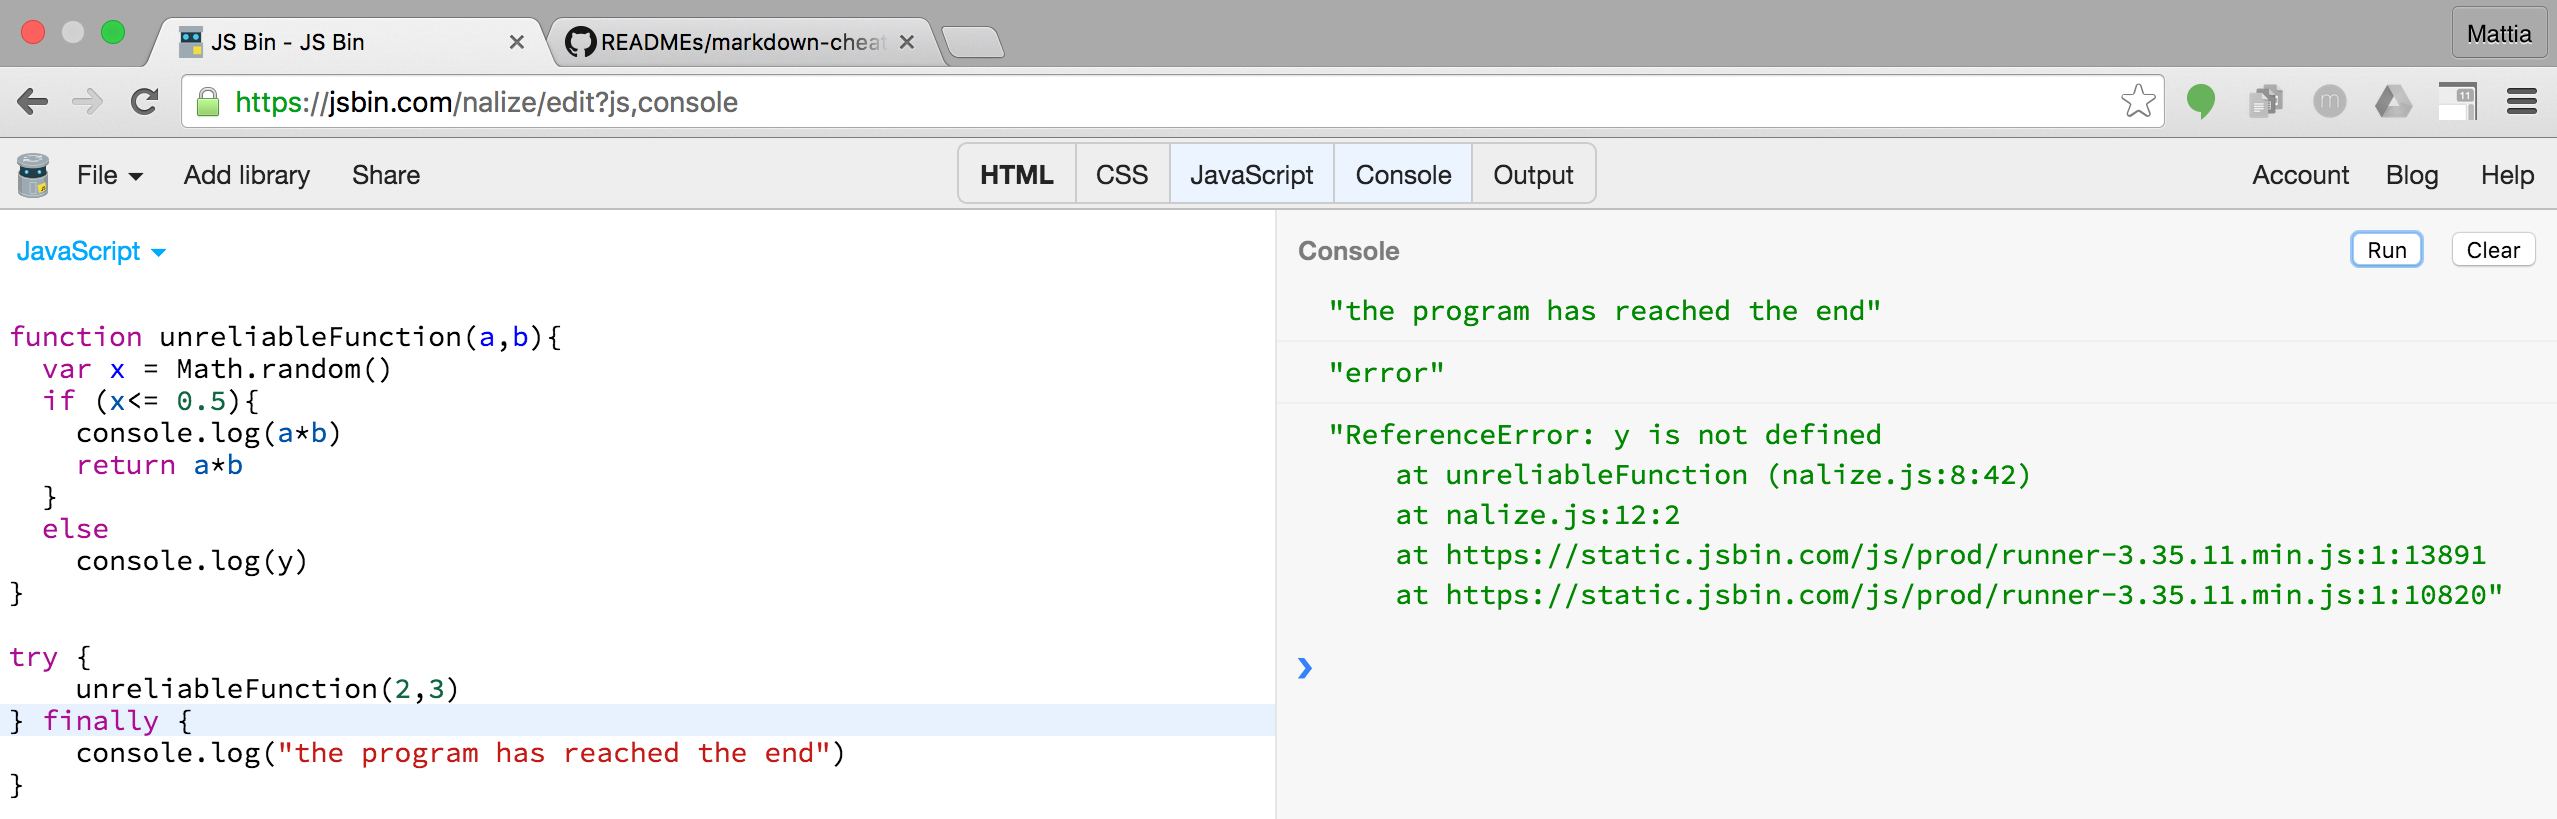 JS Bin - JS Bin
READMEs/markdown-cheat
Mattia
https://jsbin.com/nalize/edit?js,console
m
11
File
Add library
Share
HTML
CSS
JavaScript
Console
Output
Account
Blog
Help
JavaScript
function unreliableFunction(a,b){
  var x = Math.random()
  if (x<= 0.5){
    console.log(a*b)
    return a*b
  }
  else
    console.log(y)
}
try {
    unreliableFunction(2,3)
} finally {
    console.log("the program has reached the end")
}
Console
Run
Clear
"the program has reached the end"
"error"
"ReferenceError: y is not defined
    at unreliableFunction (nalize.js:8:42)
    at nalize.js:12:2
    at https://static.jsbin.com/js/prod/runner-3.35.11.min.js:1:13891
    at https://static.jsbin.com/js/prod/runner-3.35.11.min.js:1:10820"